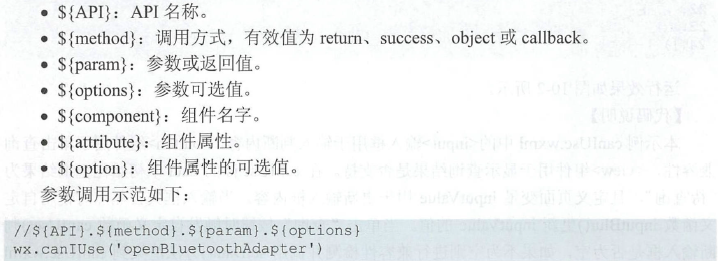 • ${API}：API 名称。
• ${method}：调用方式，有效值为 return、success、object 或 callback。
• ${param}：参数或返回值。
• ${options}：参数可选值。
• ${component}：组件名字。
• ${attribute}：组件属性。
• ${option}：组件属性的可选值。
参数调用示范如下：
//${API}.${method}.${param}.${options}
wx.canIUse('openBluetoothAdapter')